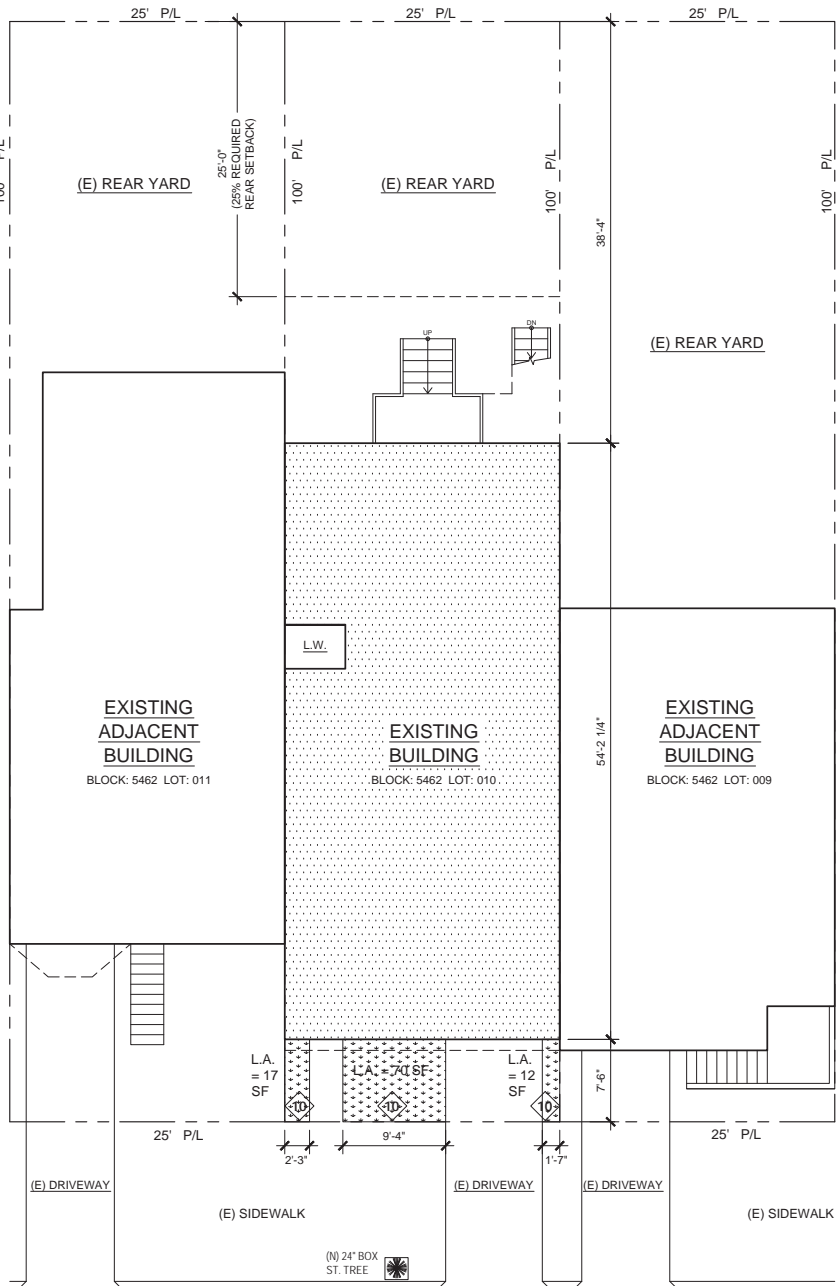 25' P/L
25' P/L
25' P/L
100' P/L
25'-0"
(25% REQUIRED
REAR SETBACK)
100' P/L
100' P/L
100' P/L
(E) REAR YARD
(E) REAR YARD
38'-4"
(E) REAR YARD
UP
DN
L.W.
EXISTING
ADJACENT
BUILDING
BLOCK: 5462 LOT: 011
EXISTING
BUILDING
BLOCK: 5462 LOT: 010
54'-2 1/4"
EXISTING
ADJACENT
BUILDING
BLOCK: 5462 LOT: 009
L.A.
= 17
SF
L.A. = 70 SF
L.A.
= 12
SF
7'-6"
10
10
10
25' P/L
25' P/L
2'-3"
9'-4"
1'-7"
(E) DRIVEWAY
(E) DRIVEWAY
(E) DRIVEWAY
(E) SIDEWALK
(E) SIDEWALK
(N) 24" BOX
ST. TREE